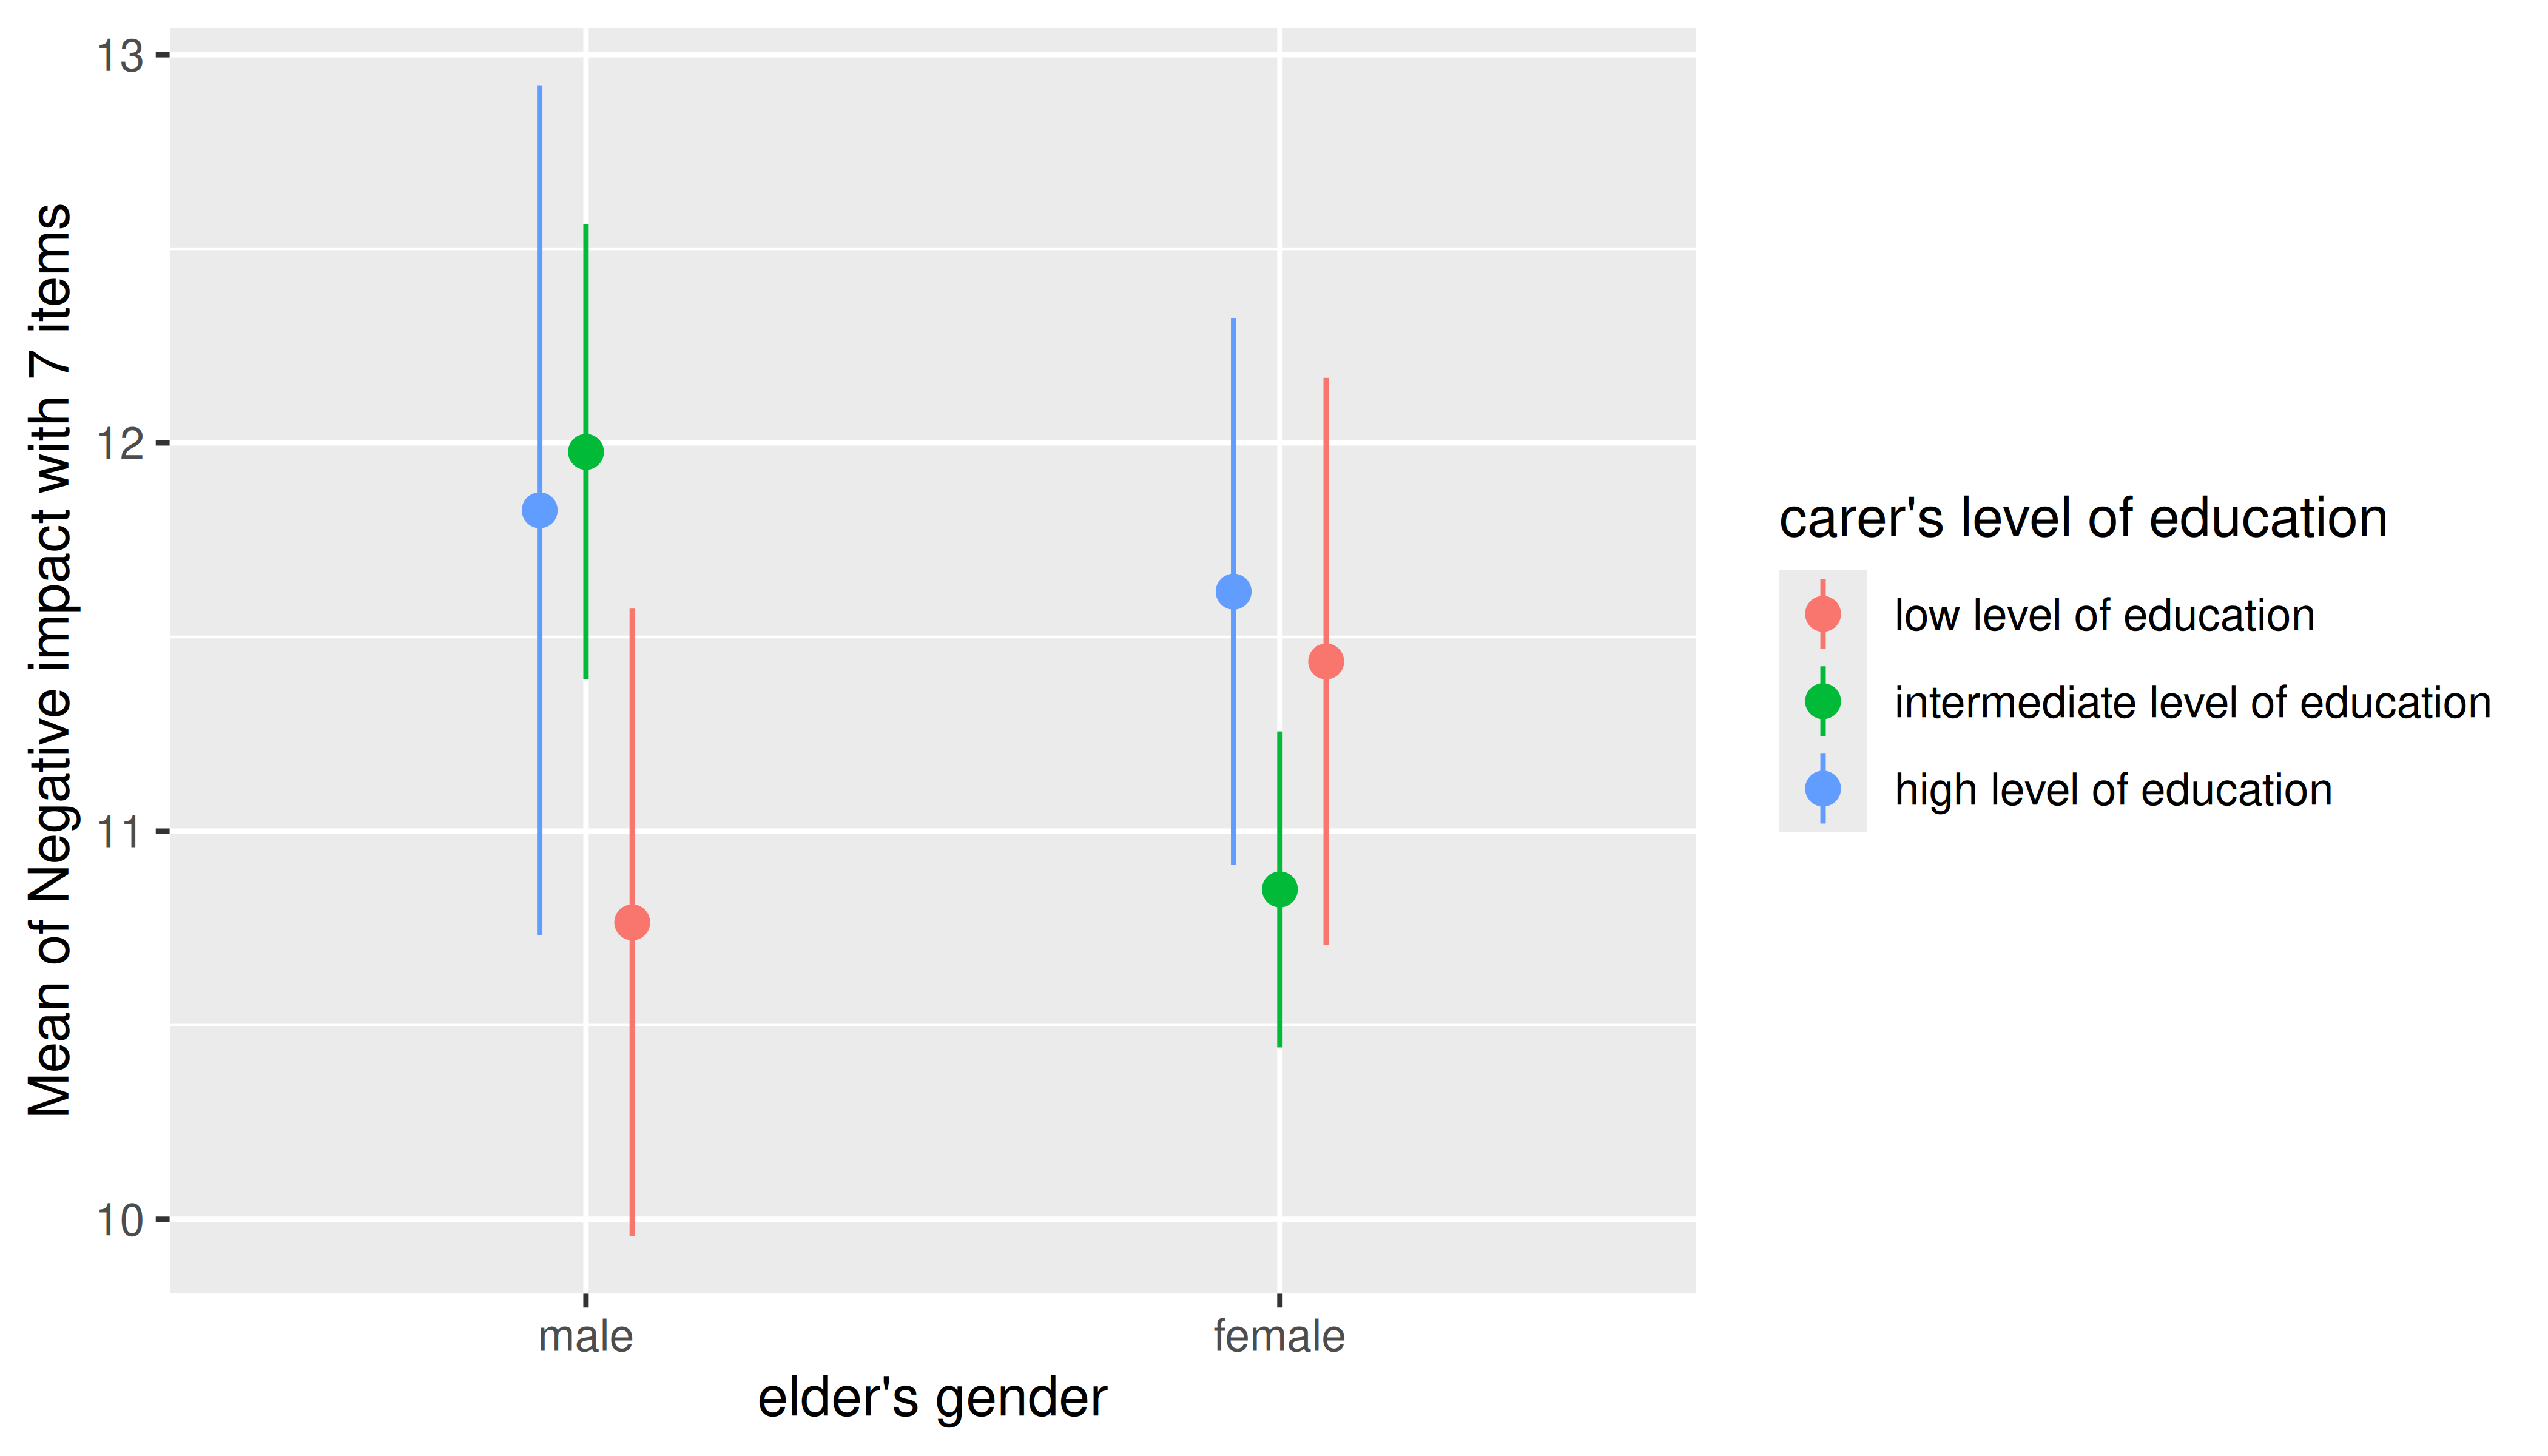 Mean of Negative impact with 7 items
13
12
11
10
male
female
elder's gender
carer's level of education
low level of education
intermediate level of education
high level of education